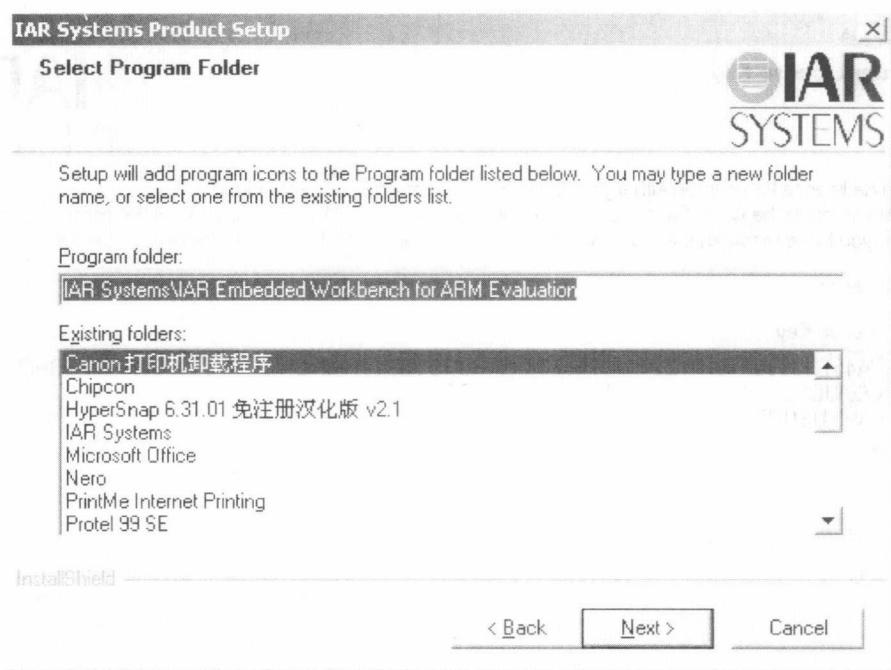 IAR Systems Product Setup
Select Program Folder
IAR
SYSTEMS
Setup will add program icons to the Program folder listed below. You may type a new folder
name, or select one from the existing folders list.
Program folder:
IAR Systems\IAR Embedded Workbench for ARM Evaluation
Existing folders:
Canon 打印机卸载程序
Chipcon
HyperSnap 6.31.01 免注册汉化版 v2.1
IAR Systems
Microsoft Office
Nero
PrintMe Internet Printing
Protel 99 SE
InstallShield
< Back
Next >
Cancel